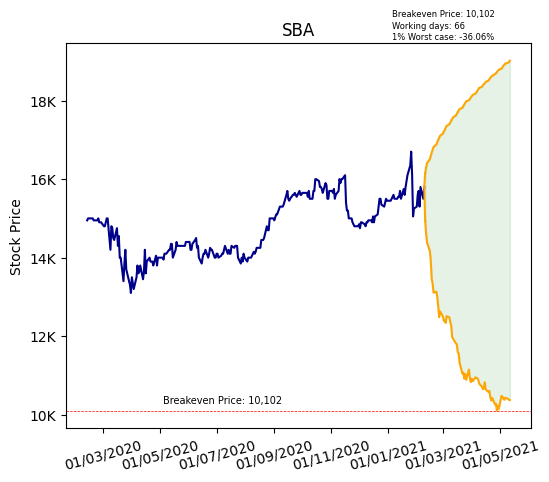 Breakeven Price: 10,102
Working days: 66
1% Worst case: -36.06%
SBA
Stock Price
18K
16K
14K
12K
10K
Breakeven Price: 10,102
01/03/2020
01/05/2020
01/07/2020
01/09/2020
01/11/2020
01/01/2021
01/03/2021
01/05/2021